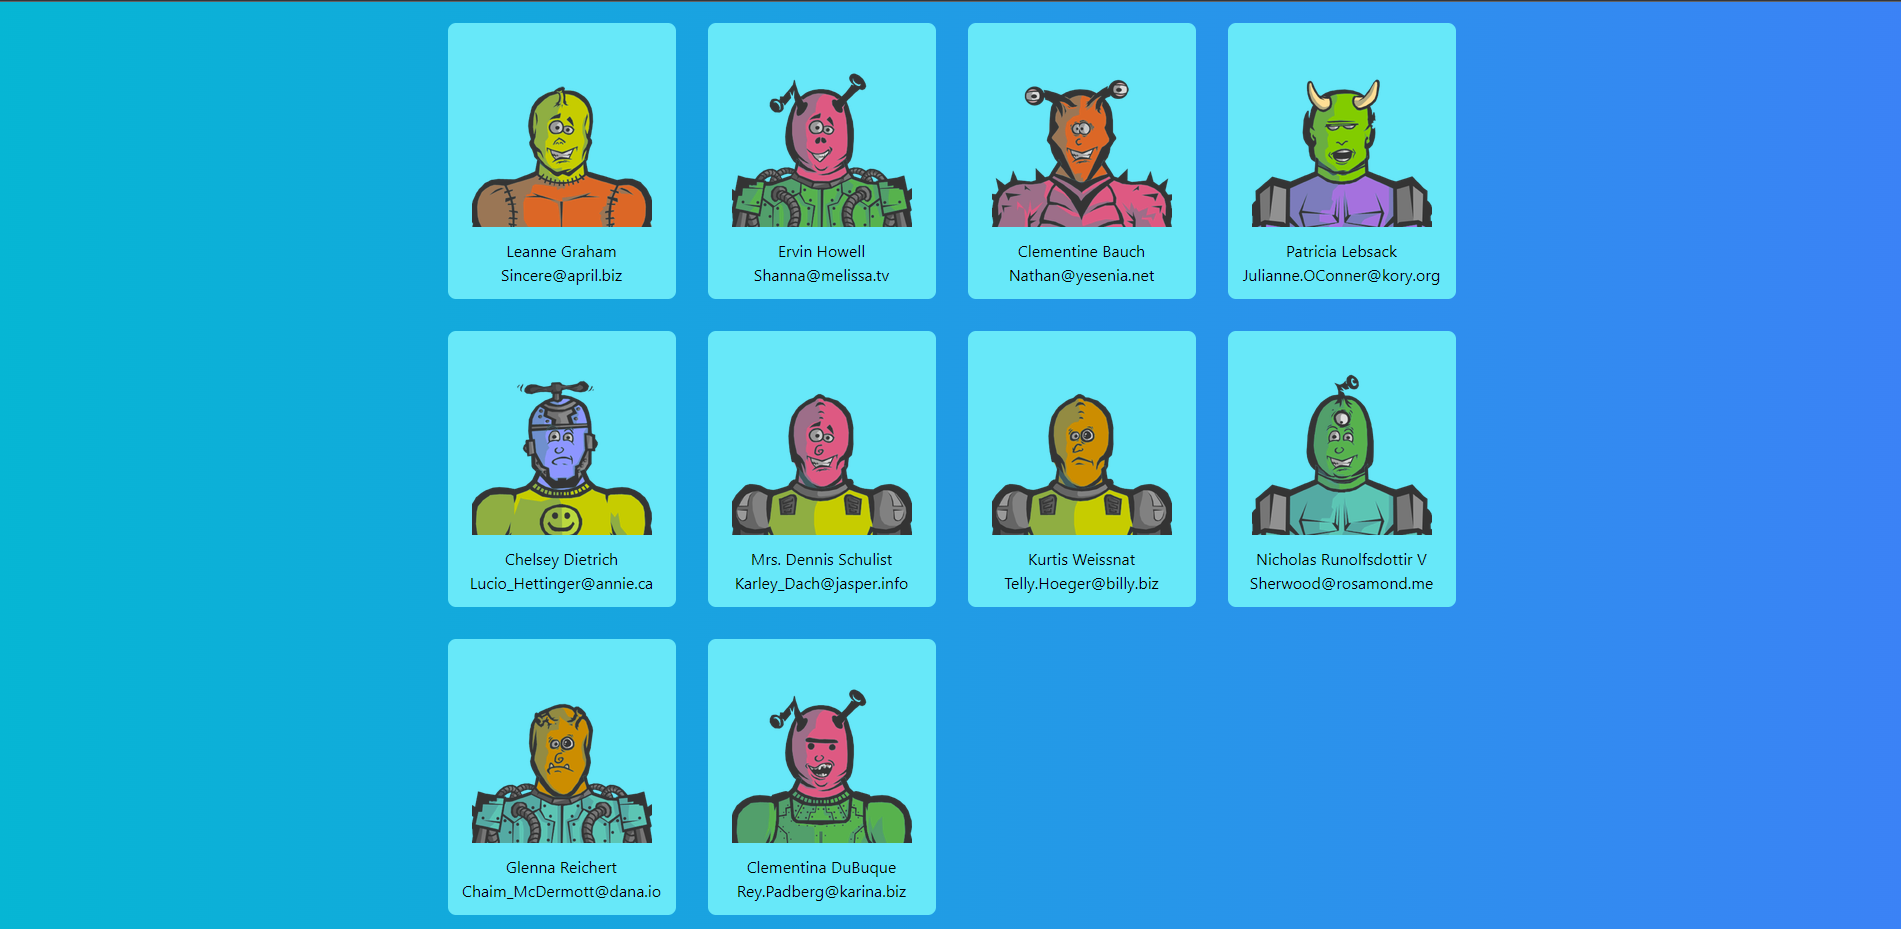 Leanne Graham
Sincere@april.biz
Ervin Howell
Shanna@melissa.tv
Clementine Bauch
Nathan@yesenia.net
Patricia Lebsack
Julianne.OConner@kory.org
Chelsey Dietrich
Lucio_Hettinger@annie.ca
Mrs. Dennis Schulist
Karley_Dach@jasper.info
Kurtis Weissnat
Telly.Hoeger@billy.biz
Nicholas Runolfsdottir V
Sherwood@rosamond.me
Glenna Reichert
Chaim_McDermott@dana.io
Clementina DuBuque
Rey.Padberg@karina.biz